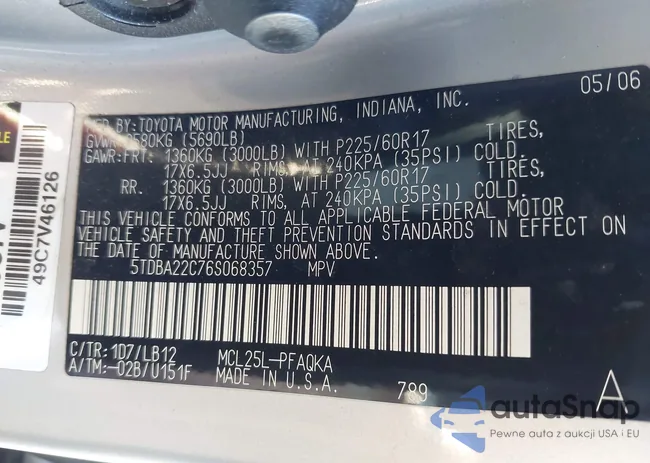 05/06
MFD BY: TOYOTA MOTOR MANUFACTURING, INDIANA, INC.
GVWR 2580KG (5690LB)
GAWR:FRT: 1360KG (3000LB) WITH P225/60R17 TIRES,
17X6.5JJ RIMS, AT 240KPA (35PSI) COLD.
RR. 1360KG (3000LB) WITH P225/60R17 TIRES,
17X6.5JJ RIMS, AT 240KPA (35PSI) COLD.
THIS VEHICLE CONFORMS TO ALL APPLICABLE FEDERAL MOTOR
VEHICLE SAFETY AND THEFT PREVENTION STANDARDS IN EFFECT ON
THE DATE OF MANUFACTURE SHOWN ABOVE.
5TDBA22C76S068357 MPV
C/TR: 1D7/LB12 MCL25L-PFAQKA
A/TM:-02B/U151F MADE IN U.S.A. 789 A
49C7V46126
autaSnap
Pewne auta z aukcji USA i EU